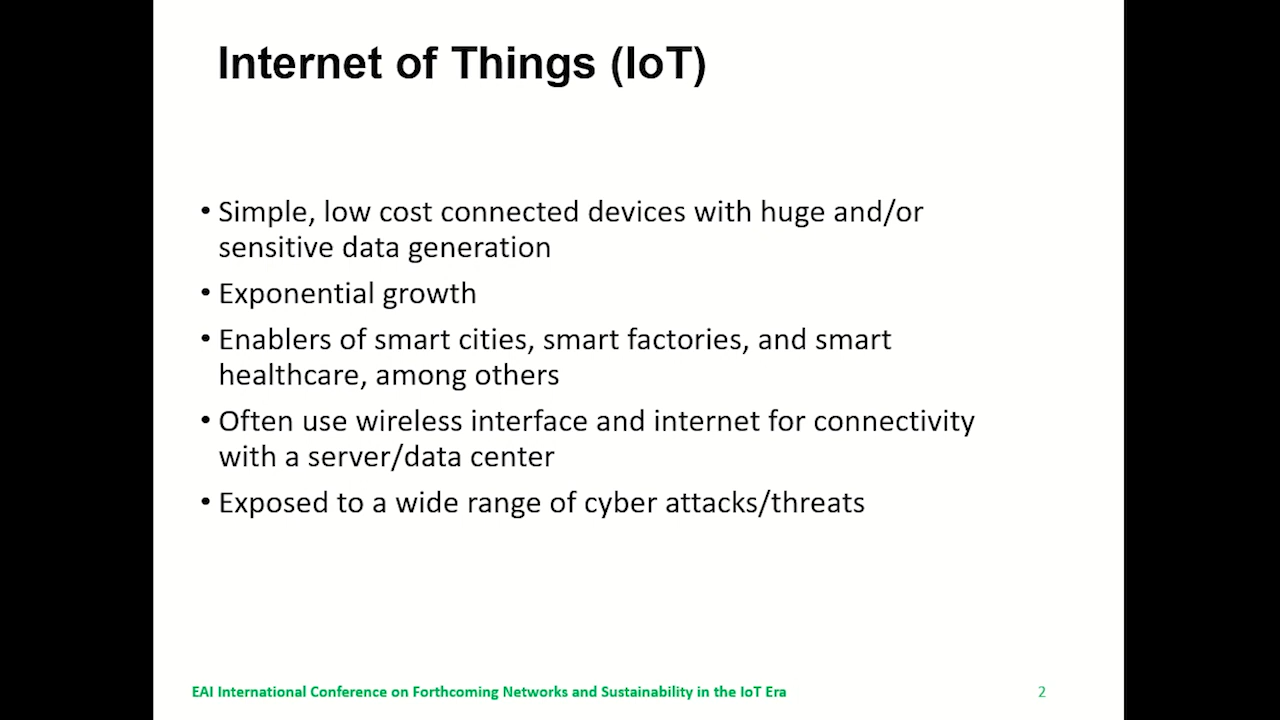 Internet of Things (IoT)
• Simple, low cost connected devices with huge and/or
sensitive data generation
• Exponential growth
• Enablers of smart cities, smart factories, and smart
healthcare, among others
• Often use wireless interface and internet for connectivity
with a server/data center
• Exposed to a wide range of cyber attacks/threats
EAI International Conference on Forthcoming Networks and Sustainability in the IoT Era
2